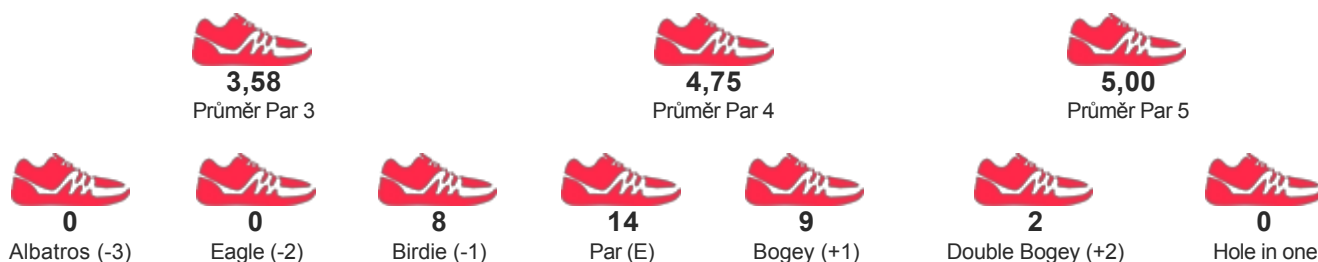 3,58 4,75 5,00
Průměr Par 3 Průměr Par 4 Průměr Par 5
0 0 8 14 9 2 0
Albatros (-3) Eagle (-2) Birdie (-1) Par (E) Bogey (+1) Double Bogey (+2) Hole in one